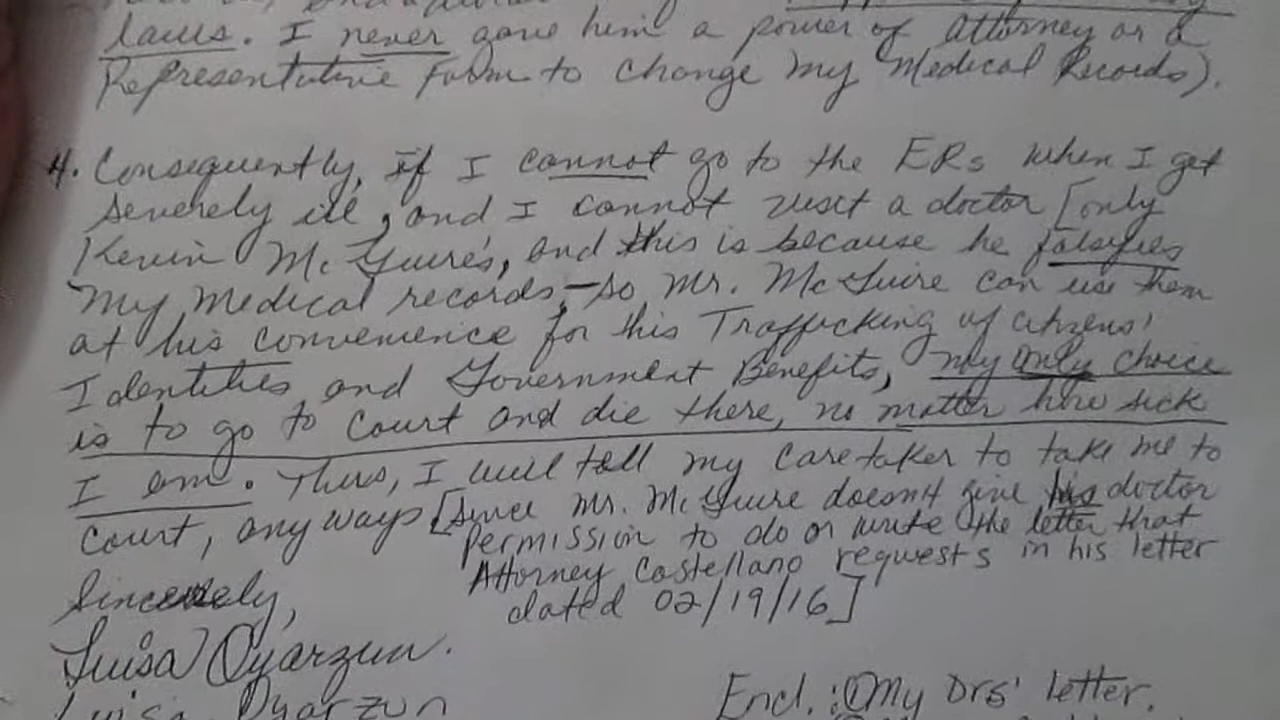 laws. I never gave him a power of attorney or a
Representative Form to change my Medical Records).
4. Consequently, if I cannot go to the ERs when I get
severely ill, and I cannot visit a doctor [only
Kevin McGuire's, and this is because he falsifies
my medical records, - so Mr. McGuire can use them
at his convenience for this Trafficking of citizens'
Identities and Government Benefits, my only choice
is to go to court and die there, no matter how sick
I am. Thus, I will tell my caretaker to take me to
court, any ways [since Mr. McGuire doesn't give his doctor
permission to do or write the letter that
Attorney Castellano requests in his letter
dated 02/19/16]
Sincerely,
Luisa Oyarzun.
Luisa Oyarzun
Encl.: ① My Drs' letter.